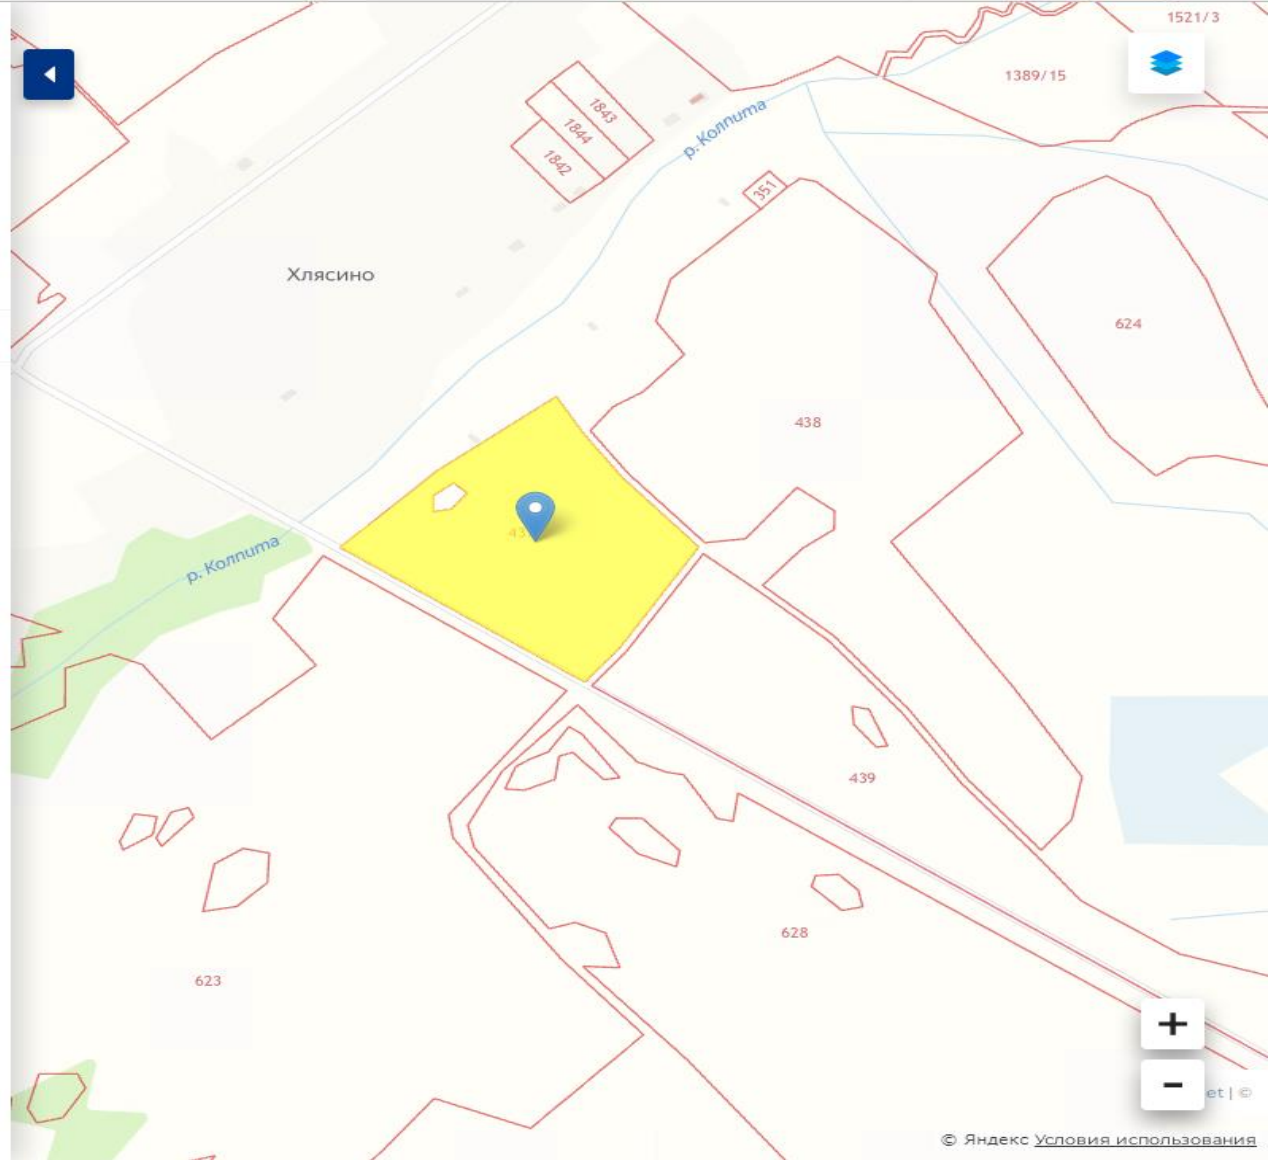 1521/3
1389/15
1843
1844
1842
р. Колпита
351
Хлясино
624
438
р. Колпита
439
628
623
et | ©
© Яндекс Условия использования